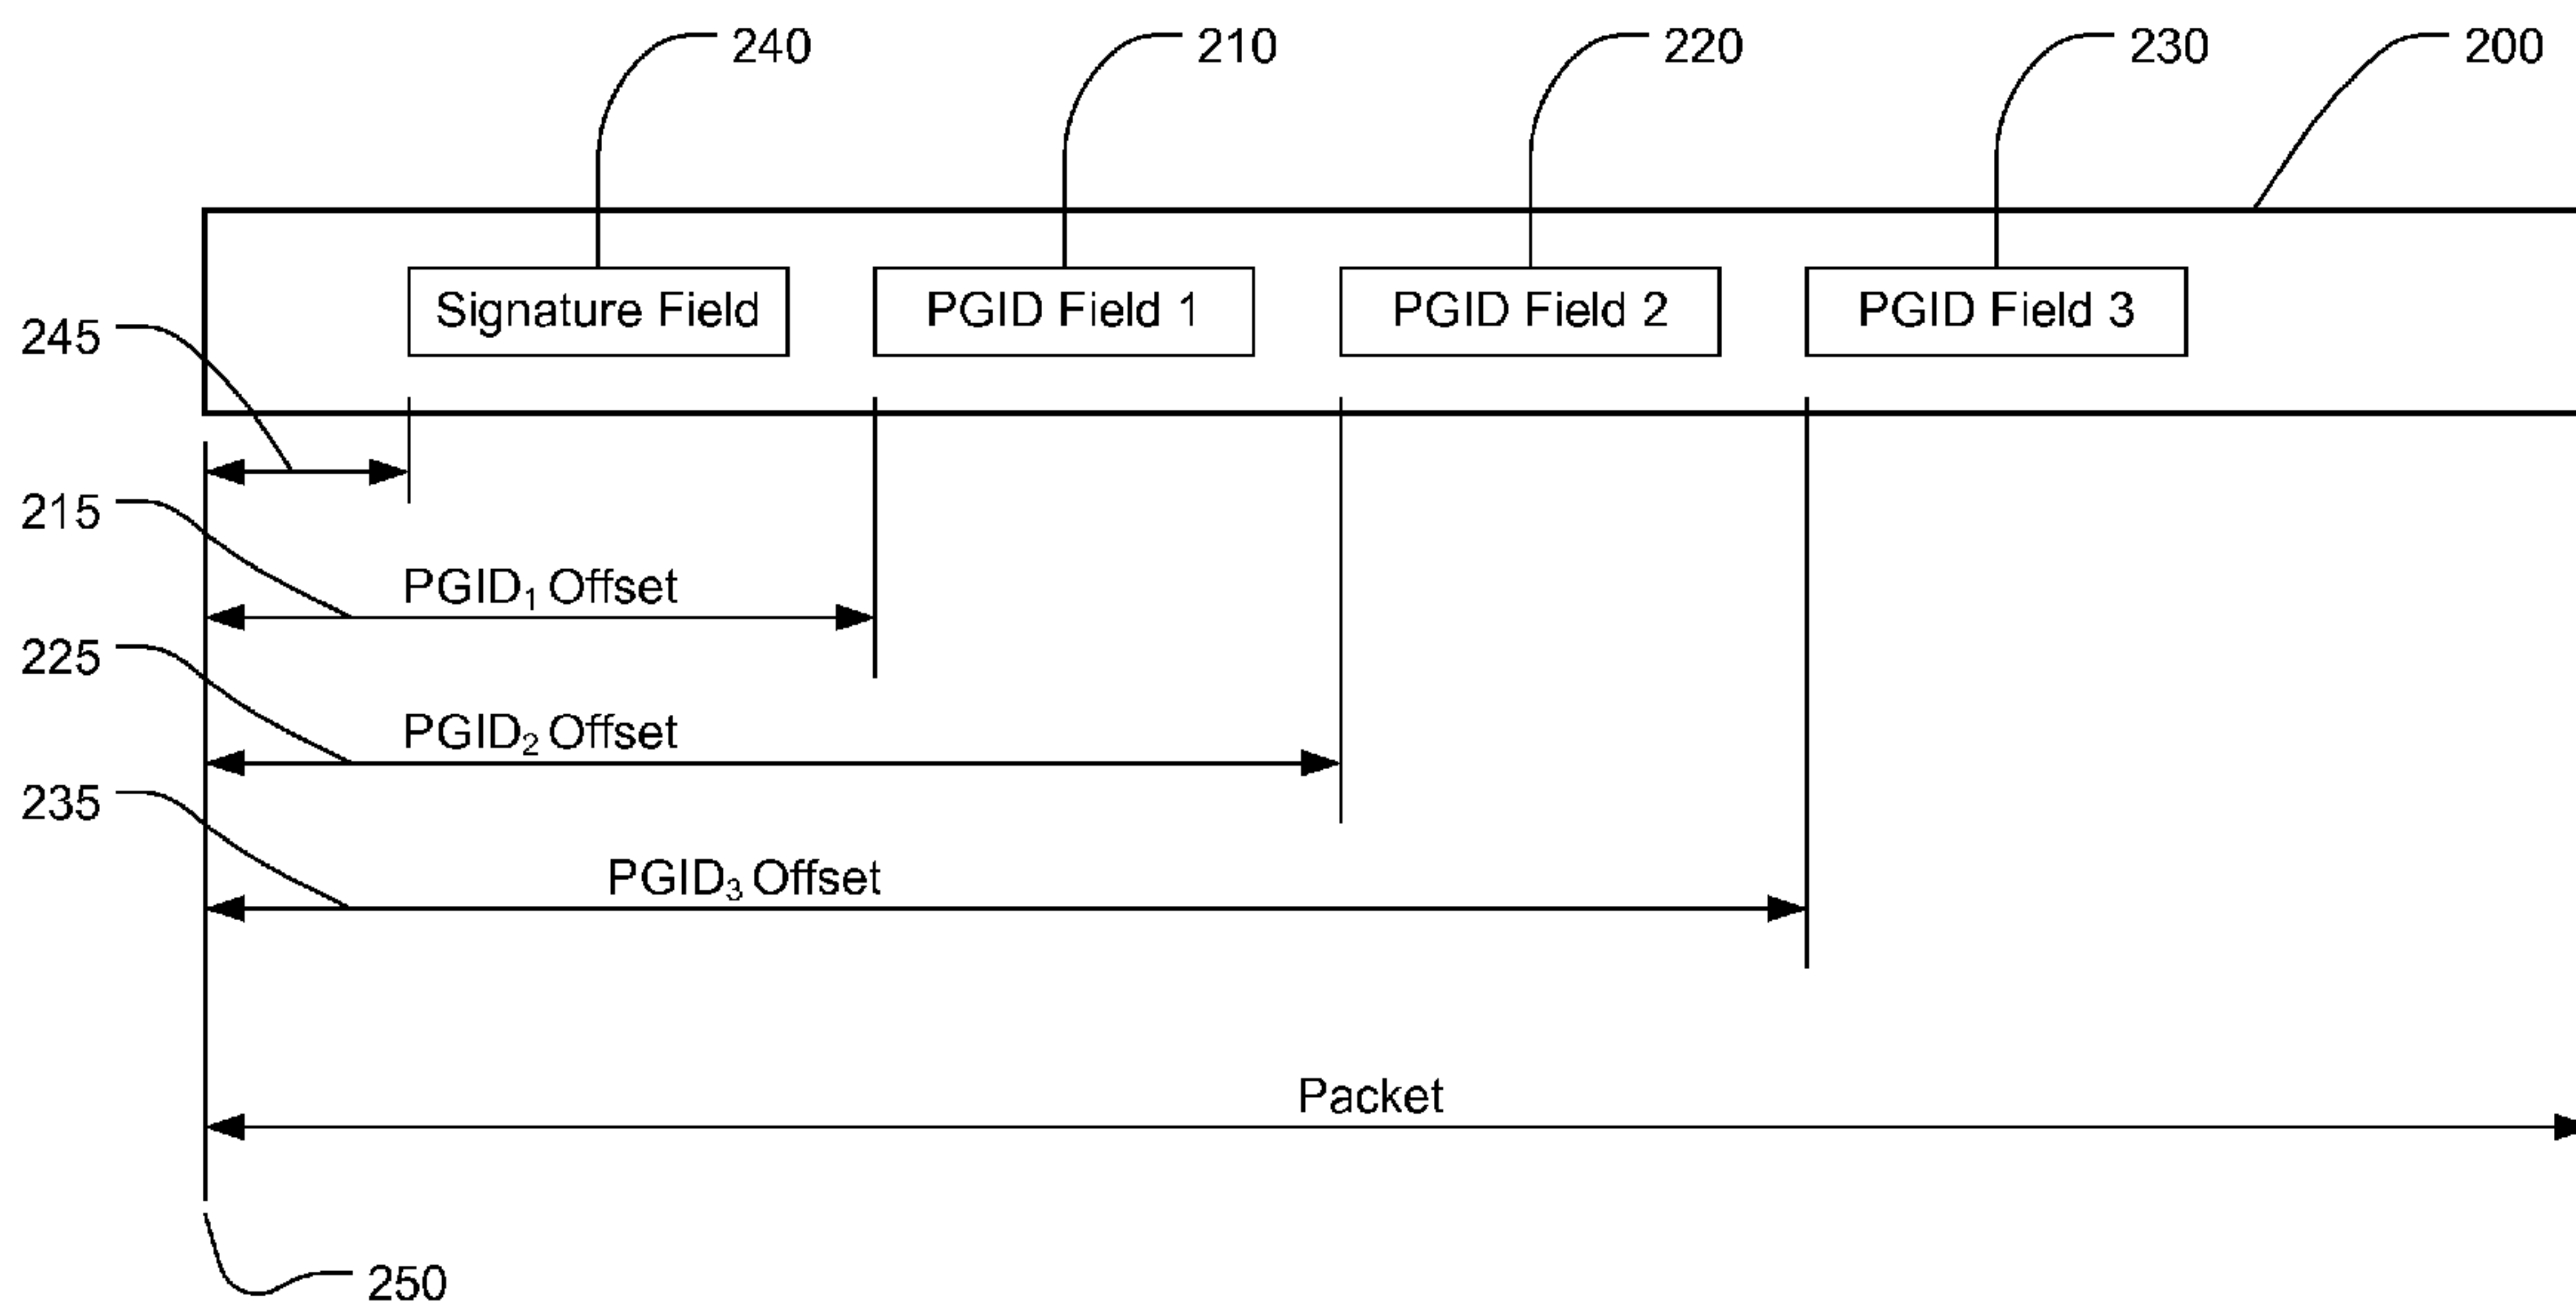 240
210
220
230
200
Signature Field
PGID Field 1
PGID Field 2
PGID Field 3
245
215
PGID₁ Offset
225
PGID₂ Offset
235
PGID₃ Offset
Packet
250